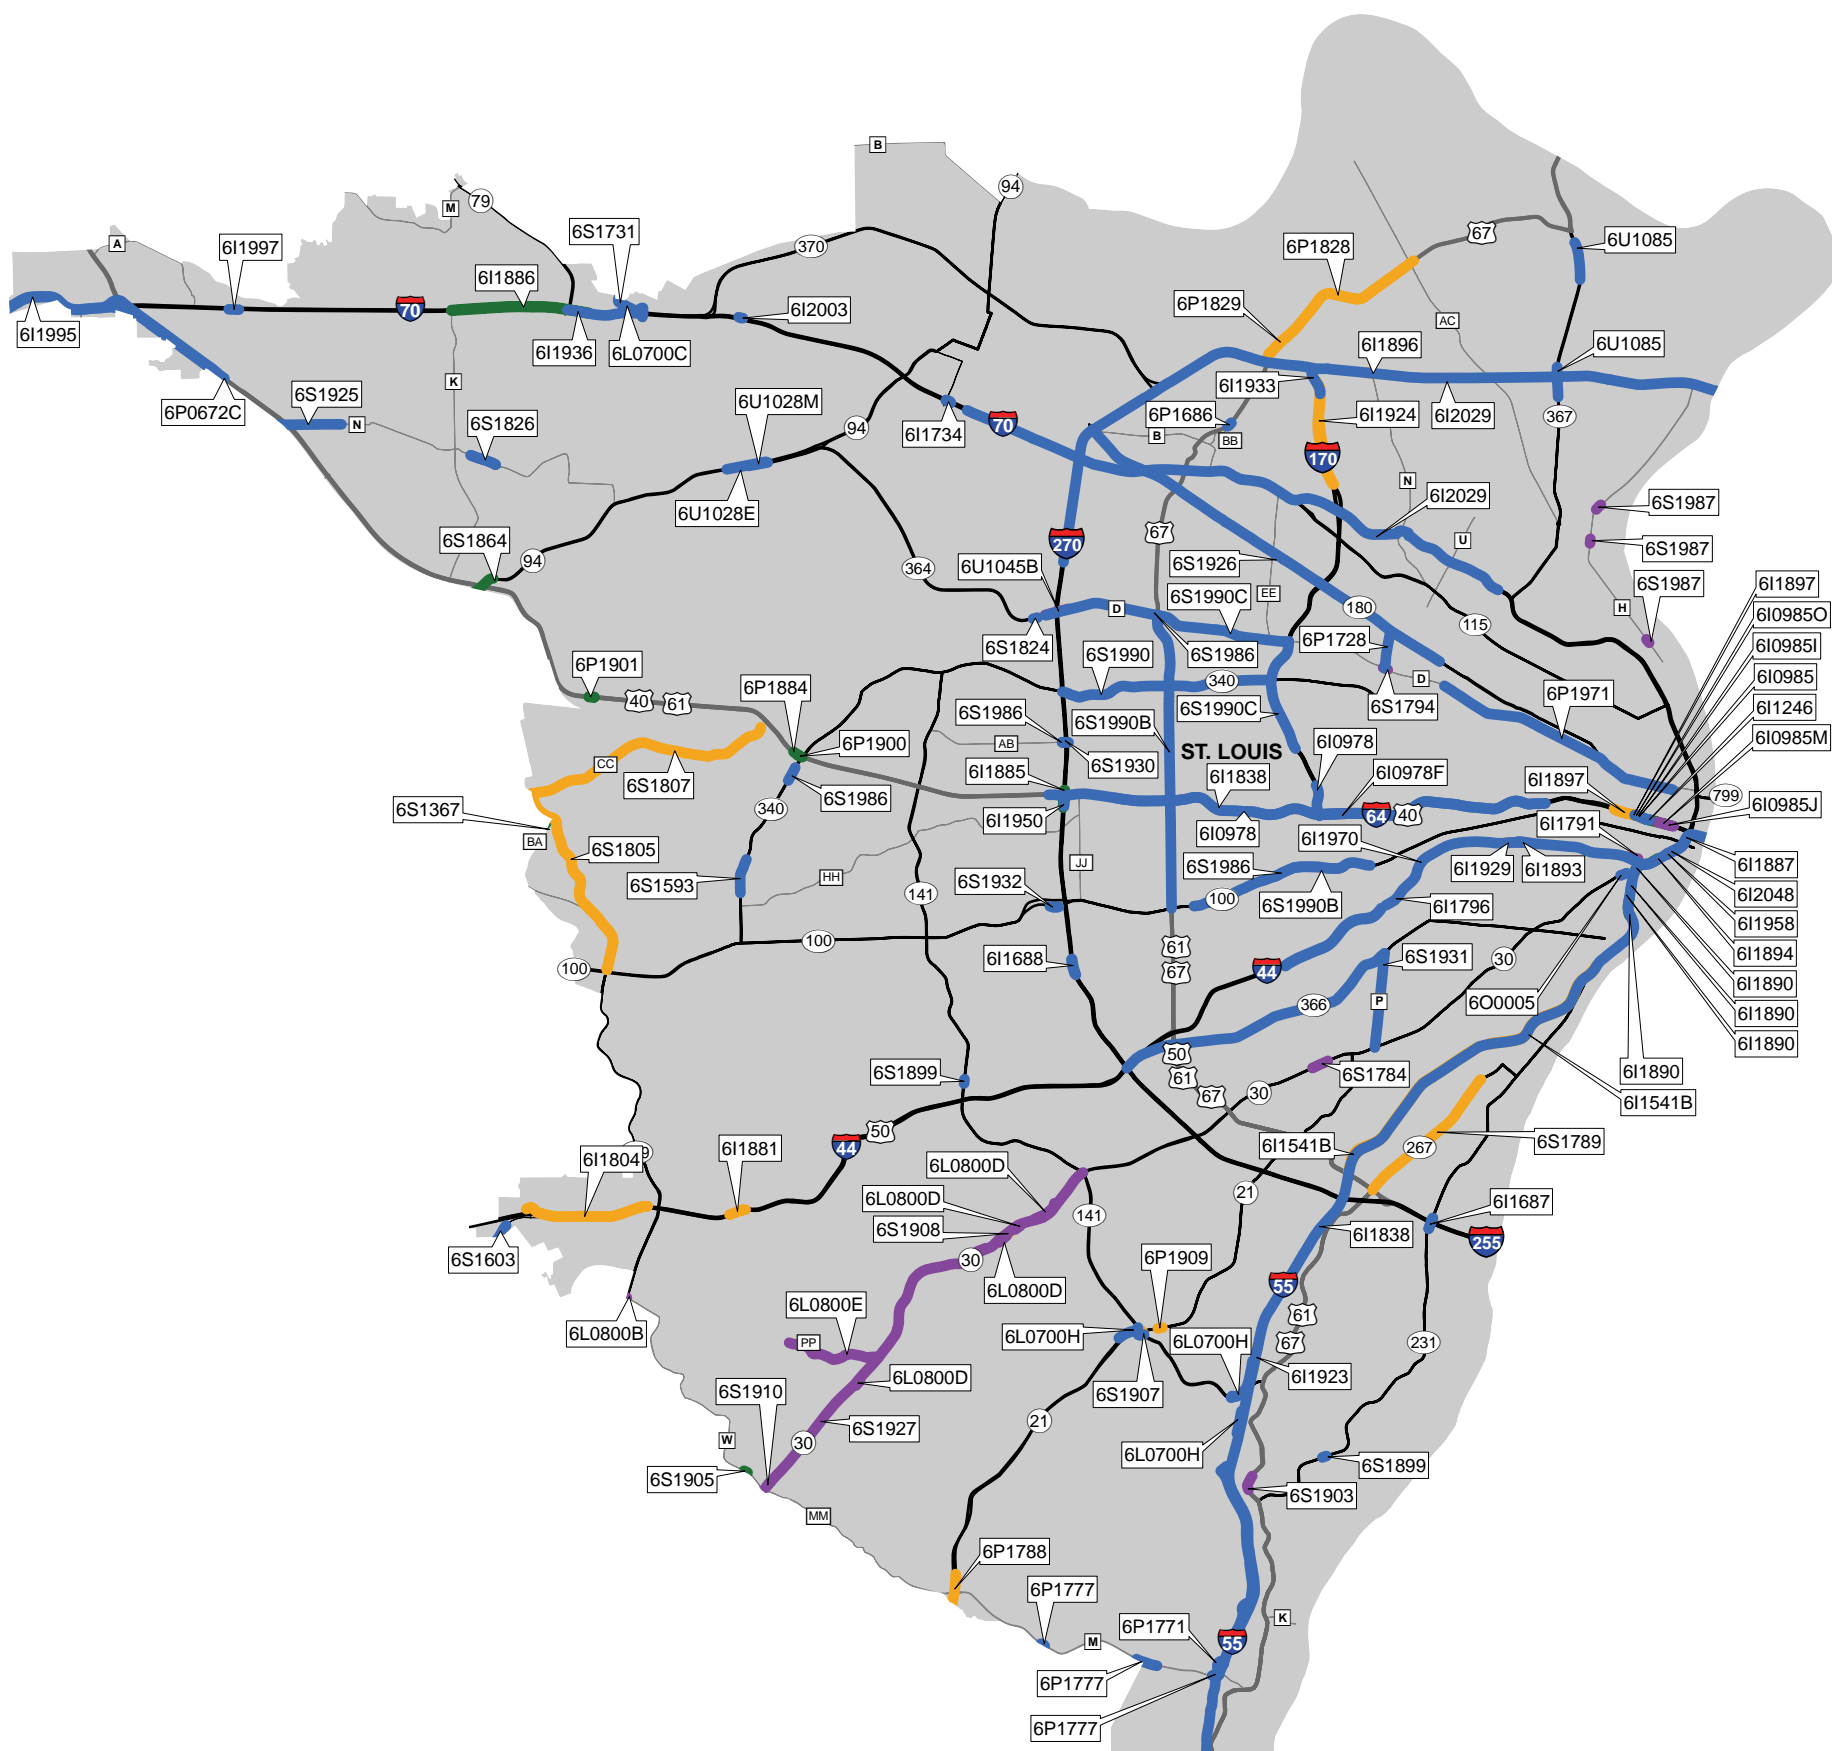 B
94
79
M
6S1731
67
6U1085
A
6I1997
370
6P1828
6I1886
6P1829
70
6I2003
AC
6I1995
6I1936
6L0700C
6I1896
6U1085
K
6I1933
6P0672C
6S1925
6U1028M
6P1686
6I1924
6I2029
367
N
6S1826
94
6I1734
70
B
BB
170
6U1028E
N
6I2029
6S1987
67
6S1864
270
U
6S1987
94
364
6U1045B
6S1926
6S1987
6I1897
EE
6S1990C
180
H
6I0985O
D
115
6P1728
6S1824
6S1990
6S1986
6I0985I
6P1901
6P1884
340
D
6I0985
40
61
6S1990C
6S1794
6P1971
6S1986
6S1990B
6I1246
AB
6P1900
ST. LOUIS
6I0978
6I0985M
CC
6S1930
6S1807
6I1885
6I1838
6I0978F
6I1897
799
6S1986
6S1367
340
6I1950
6I0978
64
40
6I0985J
6I1791
BA
6I1970
6S1805
JJ
6S1986
6I1929
6I1893
6I1887
6S1593
HH
6S1932
6I2048
141
100
6S1990B
6I1796
6I1958
100
61
6I1894
6I1688
6S1931
100
67
44
30
6I1890
P
6O0005
366
6I1890
6I1890
50
6S1899
6S1784
6I1890
61
67
30
6I1541B
50
44
6I1541B
6S1789
267
6I1804
6I1881
6L0800D
21
6L0800D
141
6I1687
6S1908
6I1838
255
6S1603
30
6P1909
6L0800D
55
6L0800E
61
6L0800B
6L0700H
6L0700H
PP
67
231
6L0800D
6I1923
6S1910
6S1907
21
6S1927
W
30
6L0700H
6S1905
6S1899
6S1903
MM
6P1788
6P1777
K
6P1771
M
55
6P1777
6P1777